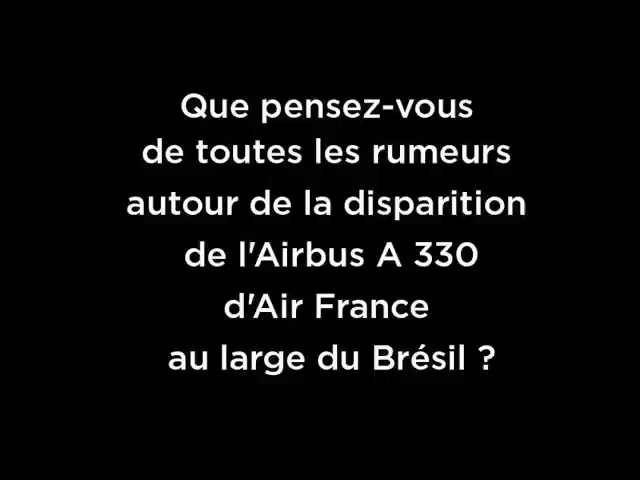 Que pensez-vous
de toutes les rumeurs
autour de la disparition
de l'Airbus A 330
d'Air France
au large du Brésil ?